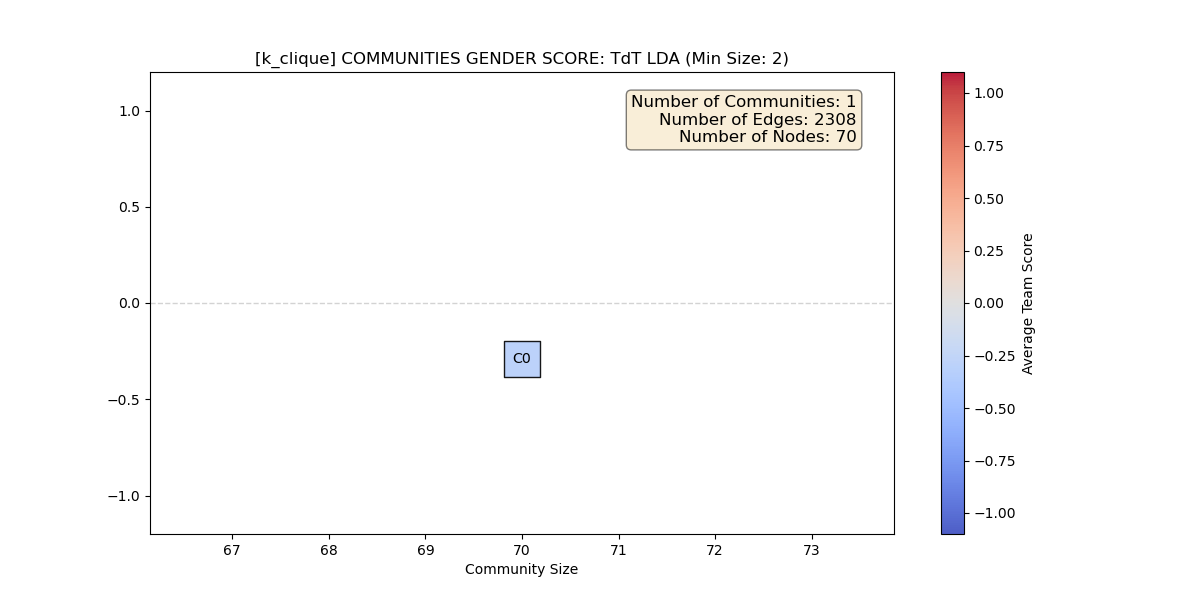 [k_clique] COMMUNITIES GENDER SCORE: TdT LDA (Min Size: 2)
Number of Communities: 1
Number of Edges: 2308
Number of Nodes: 70
1.0
0.5
0.0
−0.5
−1.0
C0
67 68 69 70 71 72 73
Community Size
1.00
0.75
0.50
0.25
0.00
−0.25
−0.50
−0.75
−1.00
Average Team Score